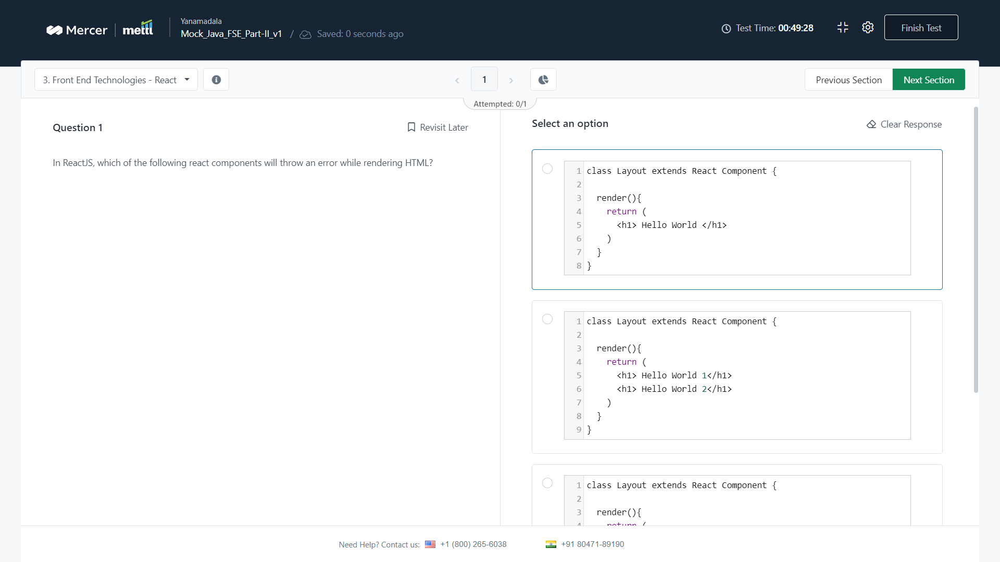 Mercer
mettl
Yanamadala
Mock_Java_FSE_Part-II_v1 / Saved: 0 seconds ago
Test Time: 00:49:28
Finish Test
3. Front End Technologies - React
1
Previous Section
Next Section
Attempted: 0/1
Question 1
Revisit Later
In ReactJS, which of the following react components will throw an error while rendering HTML?
Select an option
Clear Response
1 class Layout extends React Component {
2
3   render(){
4     return (
5       <h1> Hello World </h1>
6     )
7   }
8 }
1 class Layout extends React Component {
2
3   render(){
4     return (
5       <h1> Hello World 1</h1>
6       <h1> Hello World 2</h1>
7     )
8   }
9 }
1 class Layout extends React Component {
2
3   render(){
4     return (
Need Help? Contact us: +1 (800) 265-6038
+91 80471-89190